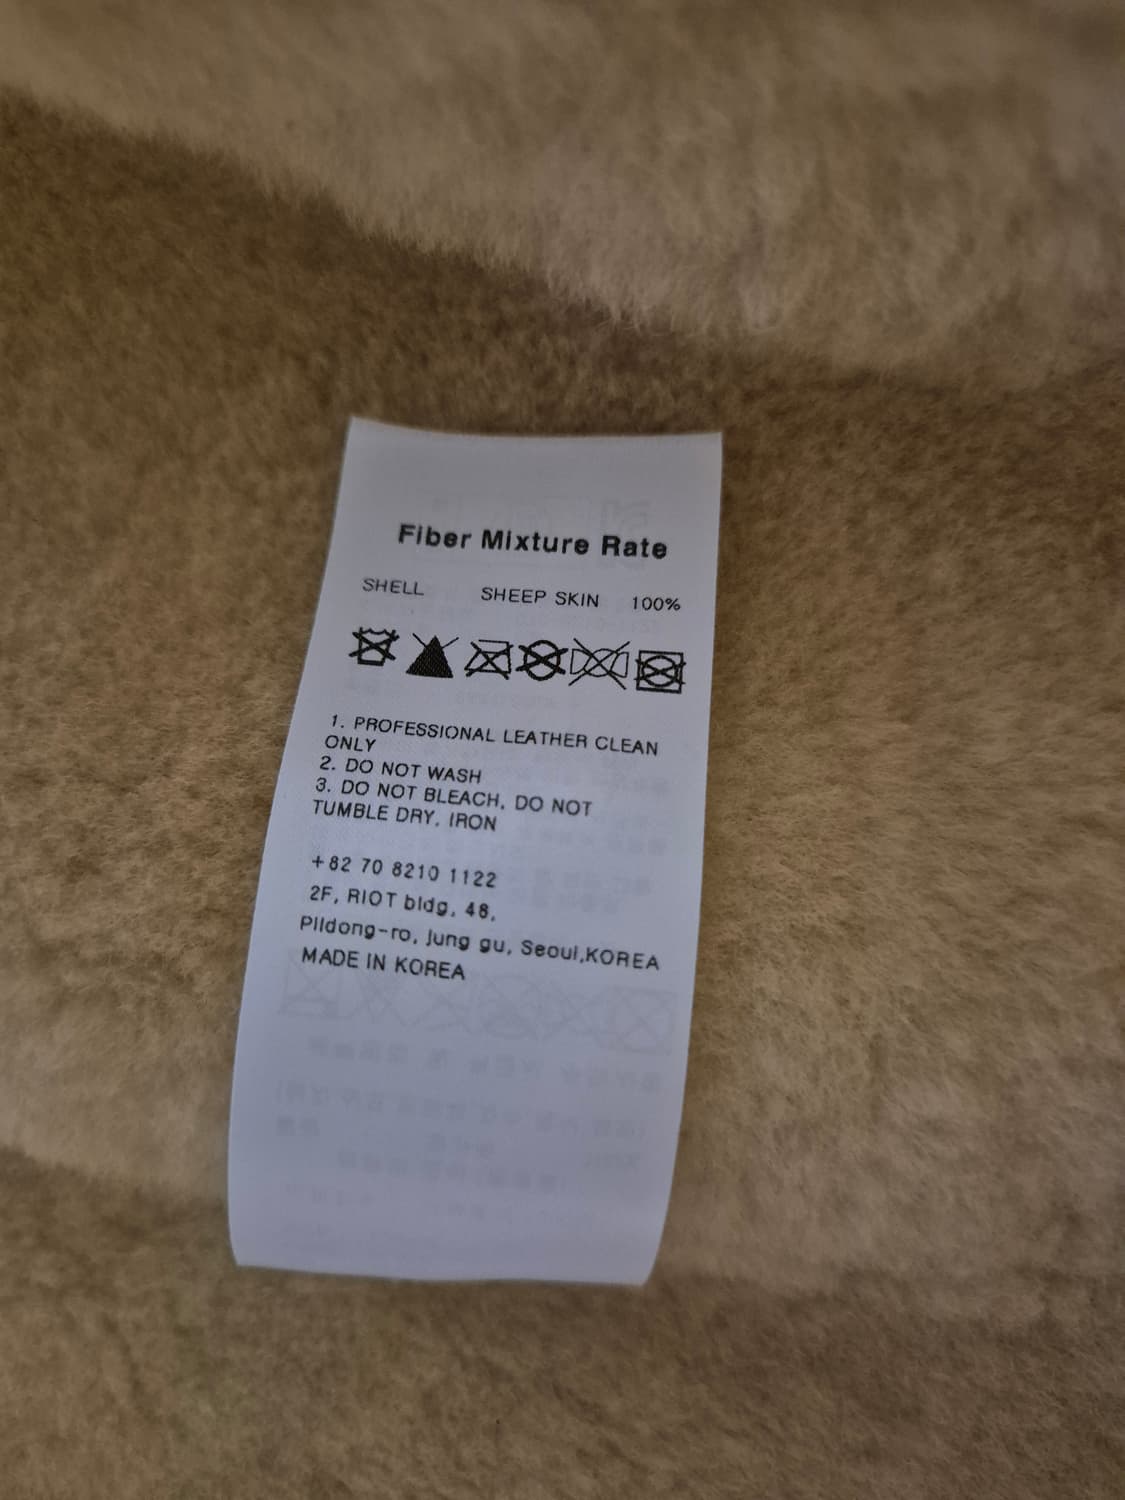 Fiber Mixture Rate
SHELL SHEEP SKIN 100%
1. PROFESSIONAL LEATHER CLEAN
ONLY
2. DO NOT WASH
3. DO NOT BLEACH, DO NOT
TUMBLE DRY, IRON
+82 70 8210 1122
2F, RIOT bldg, 48,
Pildong-ro, jung gu, Seoul,KOREA
MADE IN KOREA